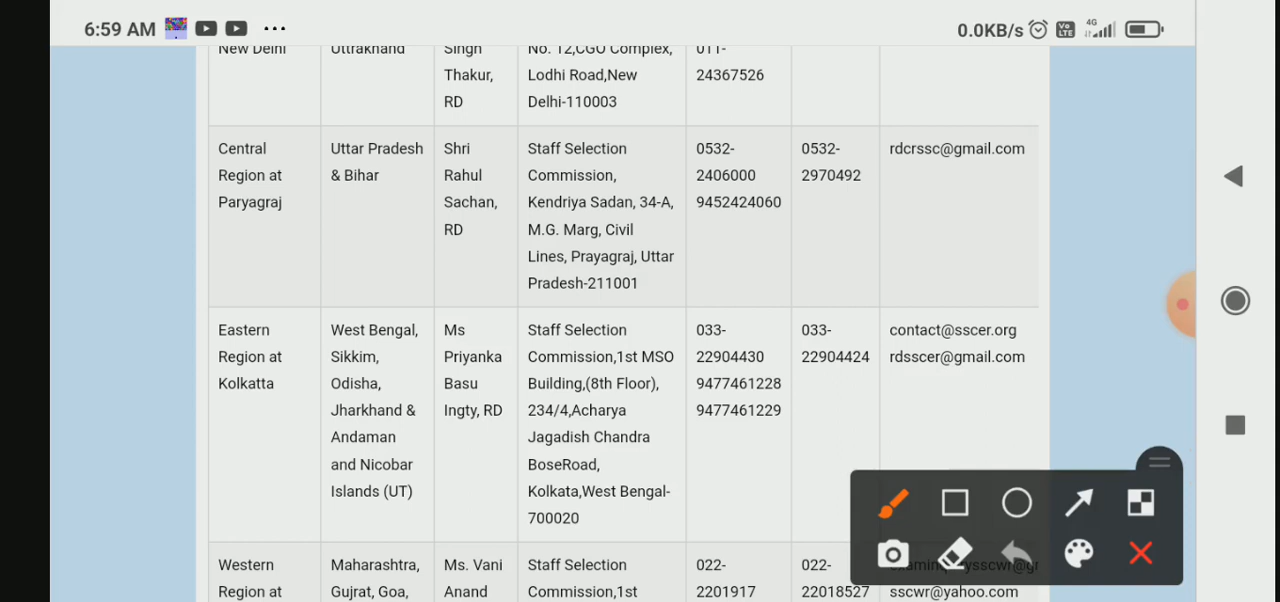 6:59 AM
0.0KB/s
Vo
LTE
4G
New Delhi
Uttrakhand
Singh
Thakur,
RD
No. 12,CGO Complex,
Lodhi Road,New
Delhi-110003
011-
24367526
Central
Region at
Paryagraj
Uttar Pradesh
& Bihar
Shri
Rahul
Sachan,
RD
Staff Selection
Commission,
Kendriya Sadan, 34-A,
M.G. Marg, Civil
Lines, Prayagraj, Uttar
Pradesh-211001
0532-
2406000
9452424060
0532-
2970492
rdcrssc@gmail.com
Eastern
Region at
Kolkatta
West Bengal,
Sikkim,
Odisha,
Jharkhand &
Andaman
and Nicobar
Islands (UT)
Ms
Priyanka
Basu
Ingty, RD
Staff Selection
Commission,1st MSO
Building,(8th Floor),
234/4,Acharya
Jagadish Chandra
BoseRoad,
Kolkata,West Bengal-
700020
033-
22904430
9477461228
9477461229
033-
22904424
contact@sscer.org
rdsscer@gmail.com
Western
Region at
Maharashtra,
Gujrat, Goa,
Ms. Vani
Anand
Staff Selection
Commission,1st
022-
2201917
022-
22018527
sscwr@yahoo.com